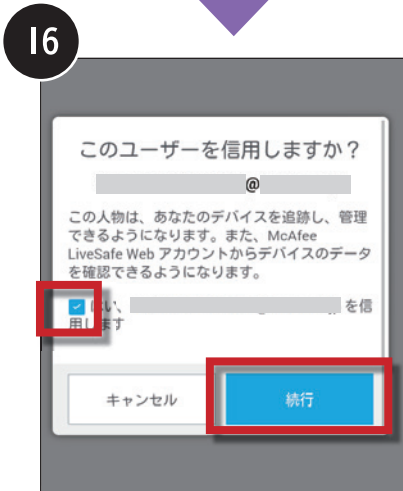 16
このユーザーを信用しますか？
@
この人物は、あなたのデバイスを追跡し、管理
できるようになります。また、McAfee
LiveSafe Web アカウントからデバイスのデータ
を確認できるようになります。
はい、 を信
用します
キャンセル
続行